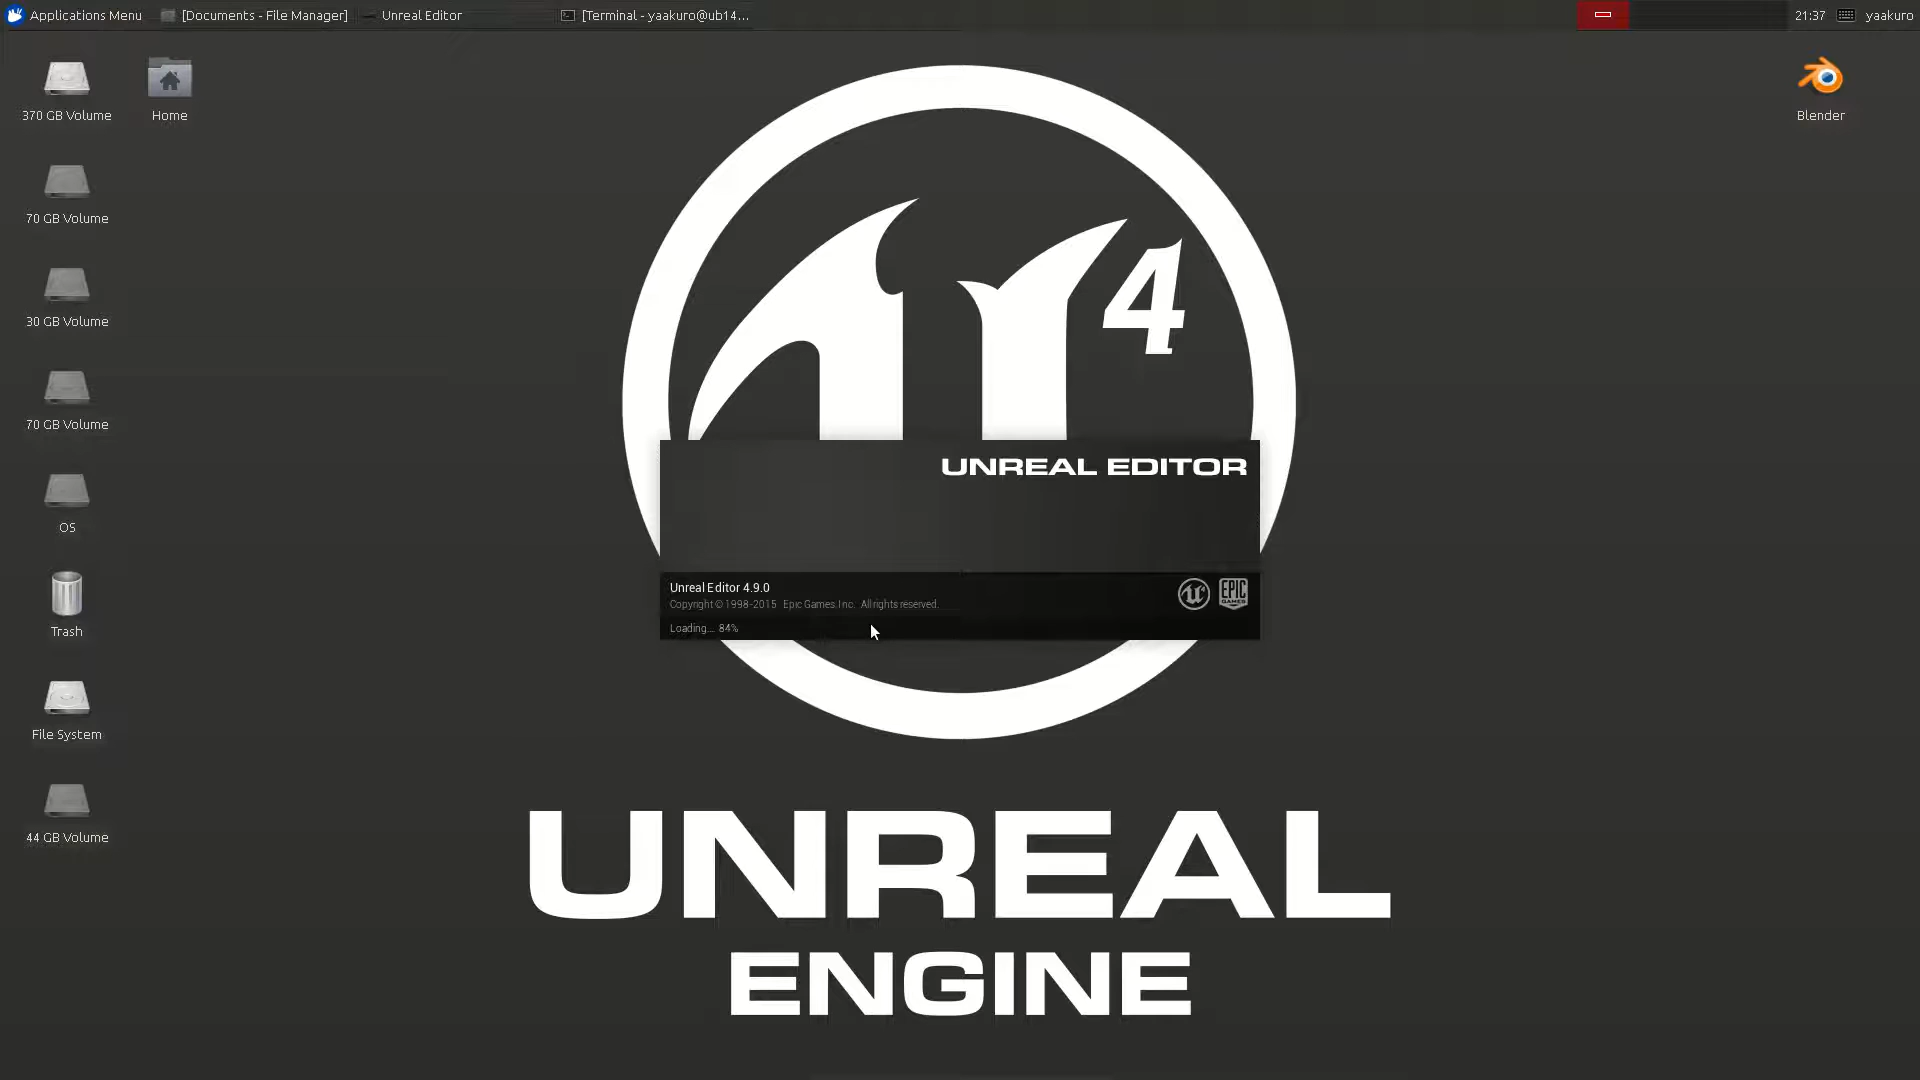 Applications Menu
[Documents - File Manager]
Unreal Editor
[Terminal - yaakuro@ub14...
21:37
yaakuro
370 GB Volume
Home
Blender
70 GB Volume
30 GB Volume
70 GB Volume
OS
Trash
File System
44 GB Volume
4
UNREAL EDITOR
Unreal Editor 4.9.0
Copyright © 1998-2015 Epic Games Inc. All rights reserved.
Loading... 84%
EPIC
GAMES
UNREAL
ENGINE